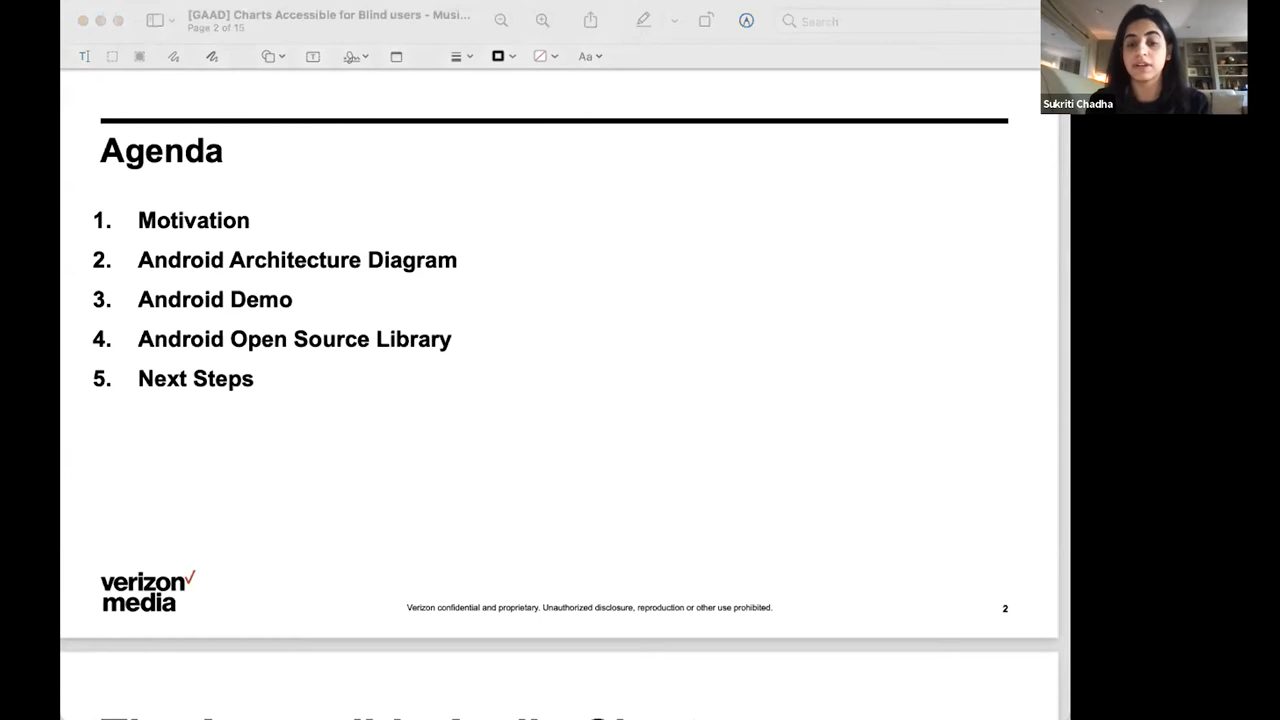 [GAAD] Charts Accessible for Blind users - Musi...
Page 2 of 15
Search
Aa
Sukriti Chadha
Agenda
1. Motivation
2. Android Architecture Diagram
3. Android Demo
4. Android Open Source Library
5. Next Steps
verizon✓
media
Verizon confidential and proprietary. Unauthorized disclosure, reproduction or other use prohibited.
2